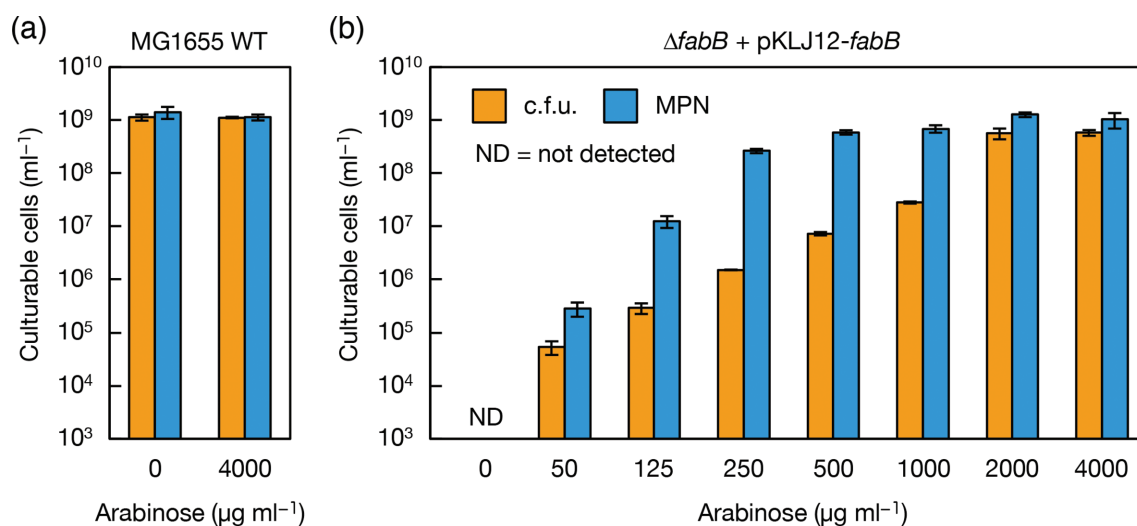 (a)
MG1655 WT
Culturable cells (ml⁻¹)
10¹⁰
10⁹
10⁸
10⁷
10⁶
10⁵
10⁴
10³
0 4000
Arabinose (µg ml⁻¹)
(b)
ΔfabB + pKLJ12-fabB
c.f.u. MPN
ND = not detected
Culturable cells (ml⁻¹)
10¹⁰
10⁹
10⁸
10⁷
10⁶
10⁵
10⁴
10³
ND
0 50 125 250 500 1000 2000 4000
Arabinose (µg ml⁻¹)